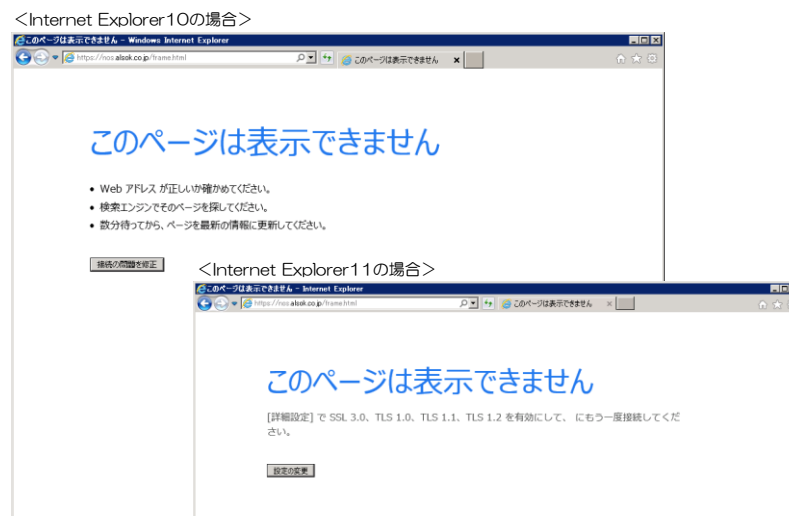 ＜Internet Explorer10の場合＞
このページは表示できません - Windows Internet Explorer
https://nos.alsok.co.jp/frame.html
このページは表示できません
このページは表示できません
• Web アドレス が正しいか確かめてください。
• 検索エンジンでそのページを探してください。
• 数分待ってから、ページを最新の情報に更新してください。
接続の問題を修正
＜Internet Explorer11の場合＞
このページは表示できません - Internet Explorer
https://nos.alsok.co.jp/frame.html
このページは表示できません
このページは表示できません
[詳細設定] で SSL 3.0、TLS 1.0、TLS 1.1、TLS 1.2 を有効にして、 にもう一度接続してくだ
さい。
設定の変更